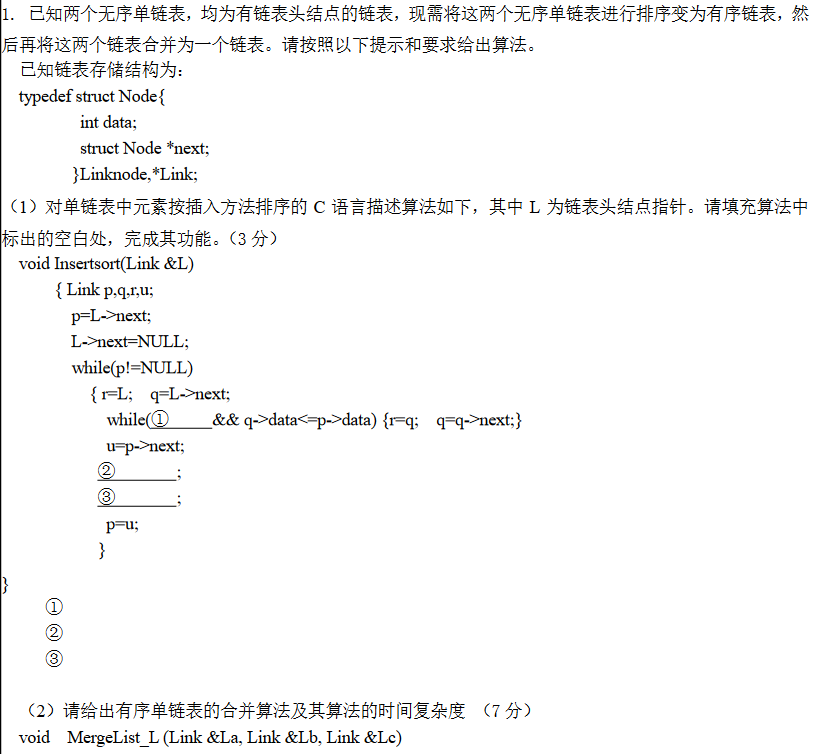 1. 已知两个无序单链表，均为有链表头结点的链表，现需将这两个无序单链表进行排序变为有序链表，然
后再将这两个链表合并为一个链表。请按照以下提示和要求给出算法。
已知链表存储结构为：
typedef struct Node{
int data;
struct Node *next;
}Linknode,*Link;
（1）对单链表中元素按插入方法排序的 C 语言描述算法如下，其中 L 为链表头结点指针。请填充算法中
标出的空白处，完成其功能。（3 分）
void Insertsort(Link &L)
{ Link p,q,r,u;
p=L->next;
L->next=NULL;
while(p!=NULL)
{ r=L; q=L->next;
while(①_____&& q->data<=p->data) {r=q; q=q->next;}
u=p->next;
②______;
③______;
p=u;
}
}
①
②
③
（2）请给出有序单链表的合并算法及其算法的时间复杂度 （7 分）
void MergeList_L (Link &La, Link &Lb, Link &Lc)